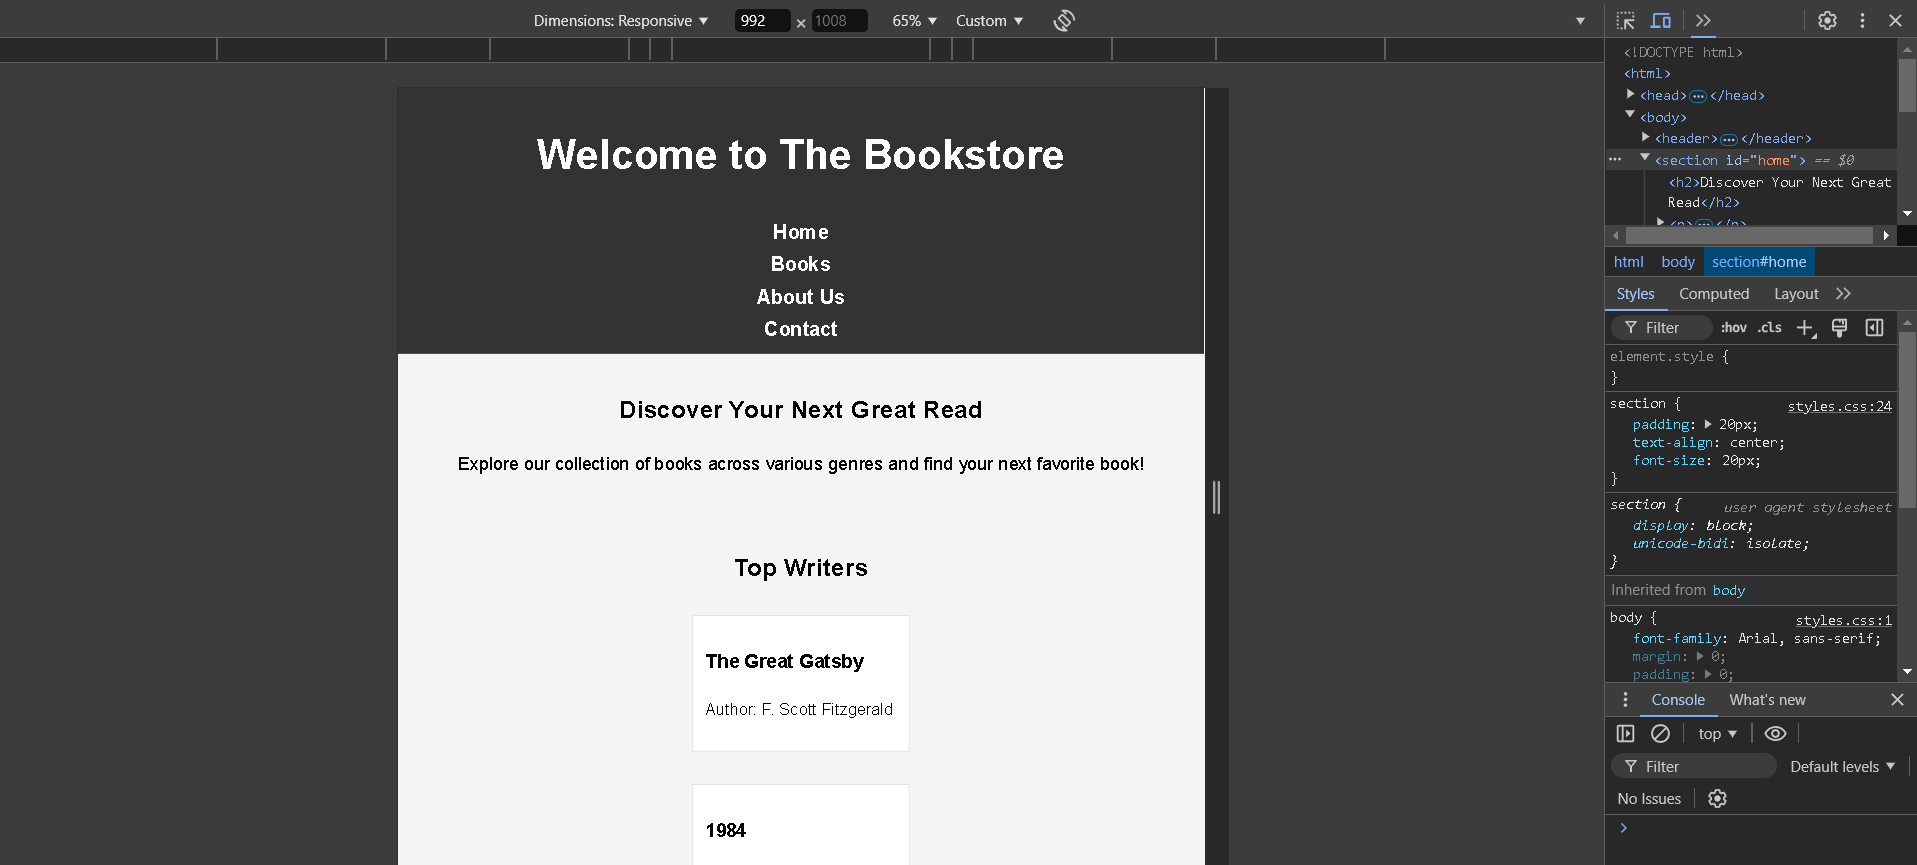 Dimensions: Responsive ▼ 992 × 1008 65% ▼ Custom ▼
Welcome to The Bookstore
Home
Books
About Us
Contact
Discover Your Next Great Read
Explore our collection of books across various genres and find your next favorite book!
Top Writers
The Great Gatsby
Author: F. Scott Fitzgerald
1984
<!DOCTYPE html>
<html>
<head>…</head>
<body>
<header>…</header>
<section id="home"> == $0
<h2>Discover Your Next Great
Read</h2>
<p>…</p>
html body section#home
Styles Computed Layout
Filter :hov .cls
element.style {
}
section { styles.css:24
padding: 20px;
text-align: center;
font-size: 20px;
}
section { user agent stylesheet
display: block;
unicode-bidi: isolate;
}
Inherited from body
body { styles.css:1
font-family: Arial, sans-serif;
margin: 0;
padding: 0;
Console What's new
top ▼
Filter Default levels ▼
No Issues